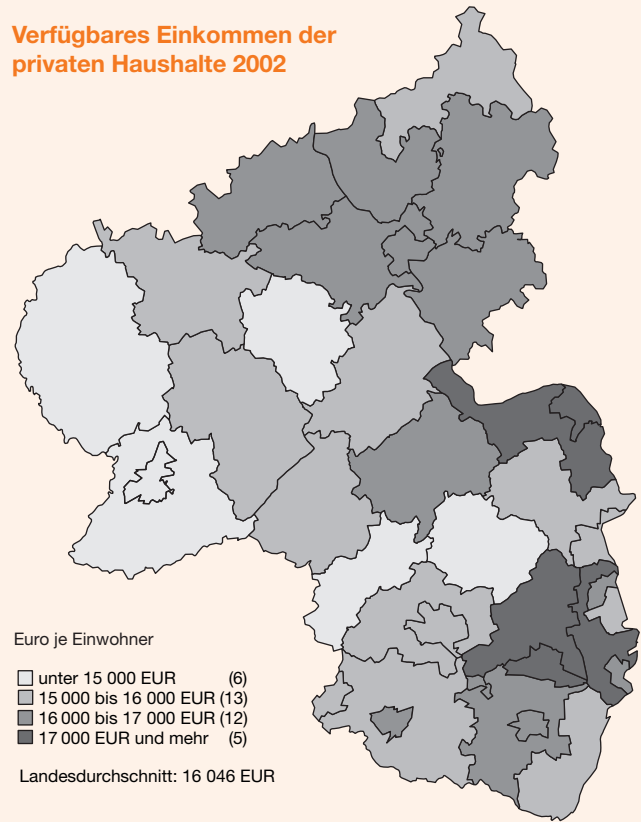 Verfügbares Einkommen der
privaten Haushalte 2002
Euro je Einwohner
unter 15 000 EUR (6)
15 000 bis 16 000 EUR (13)
16 000 bis 17 000 EUR (12)
17 000 EUR und mehr (5)
Landesdurchschnitt: 16 046 EUR